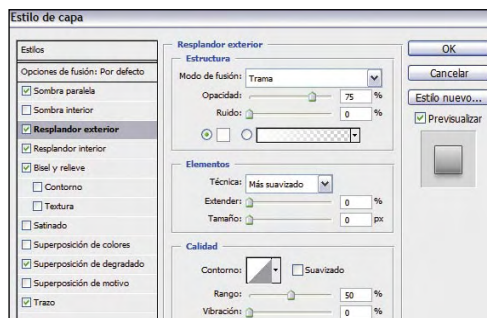 Estilo de capa
Estilos
Opciones de fusión: Por defecto
Sombra paralela
Sombra interior
Resplandor exterior
Resplandor interior
Bisel y relieve
Contorno
Textura
Satinado
Superposición de colores
Superposición de degradado
Superposición de motivo
Trazo
Resplandor exterior
Estructura
Modo de fusión: Trama
Opacidad: 75 %
Ruido: 0 %
Elementos
Técnica: Más suavizado
Extender: 0 %
Tamaño: 0 px
Calidad
Contorno: Suavizado
Rango: 50 %
Vibración: 0 %
OK
Cancelar
Estilo nuevo...
Previsualizar